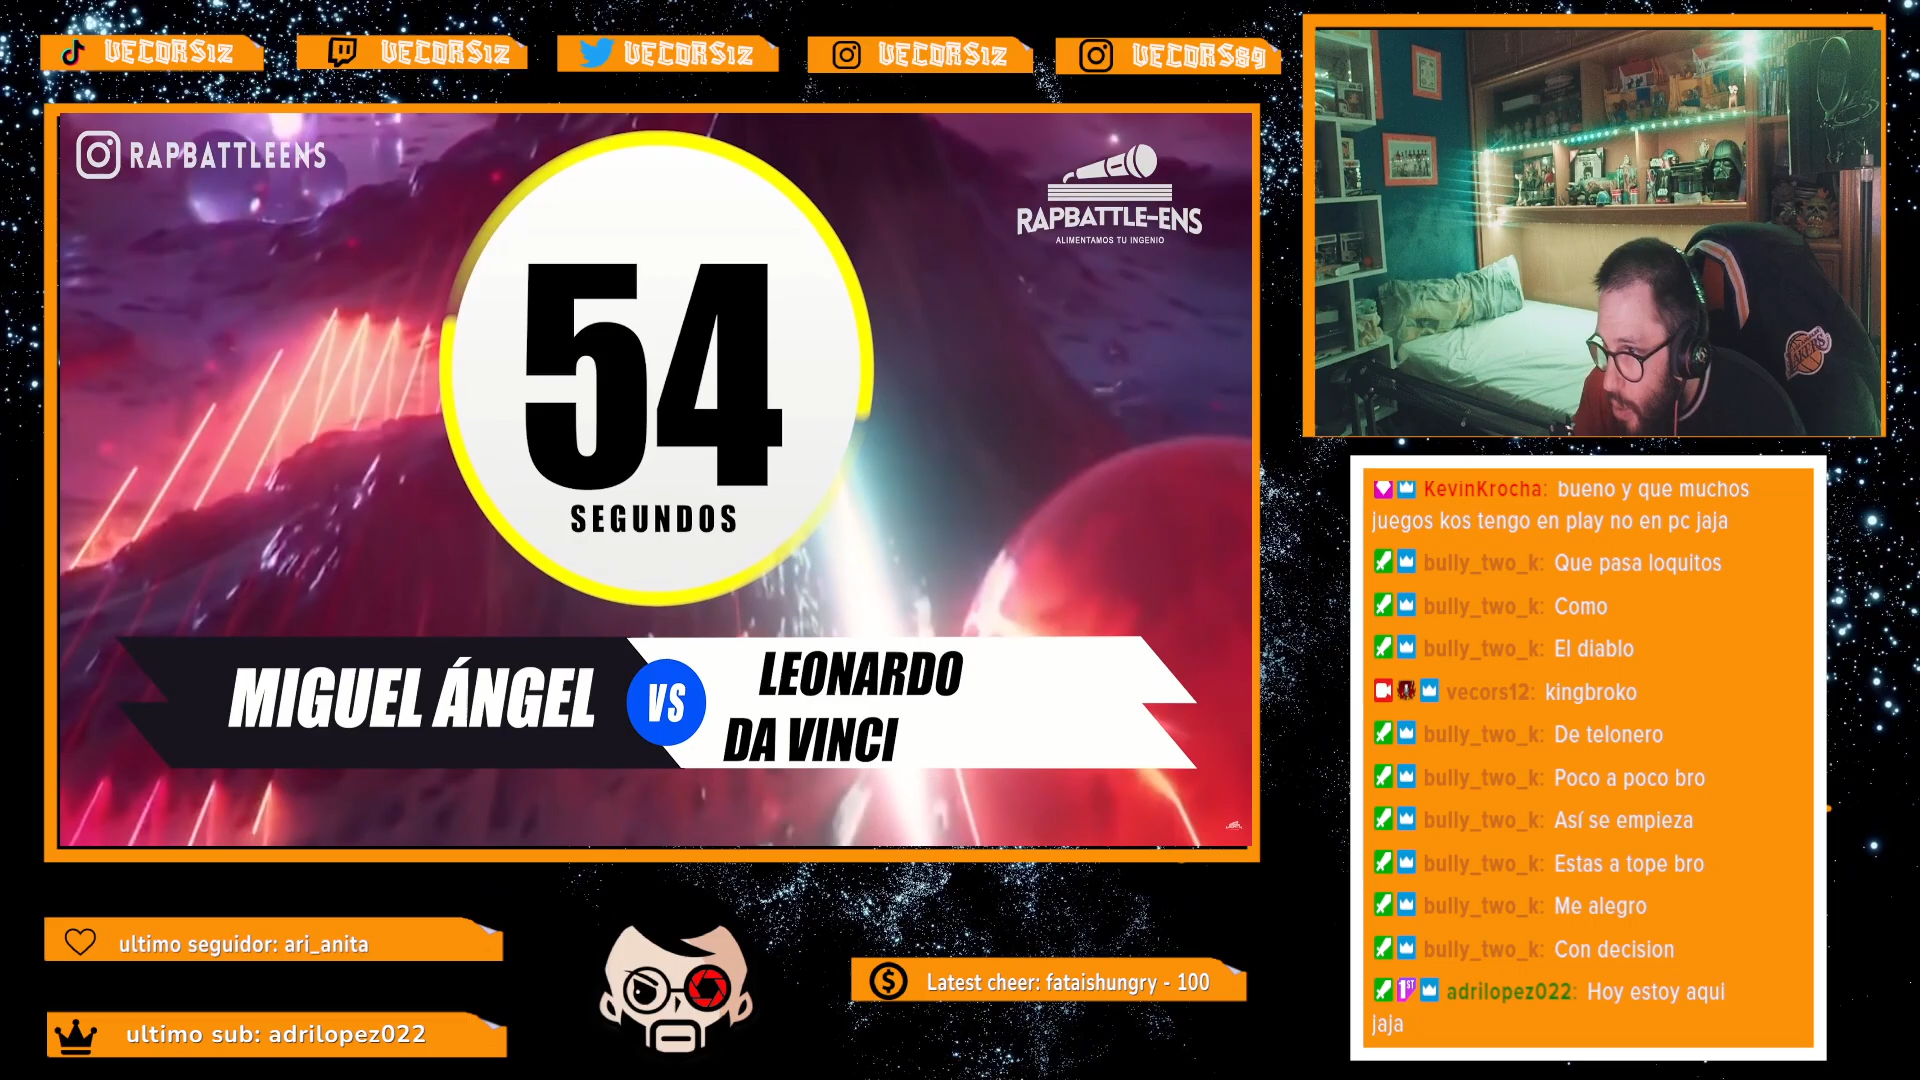 VECORS12
VECORS12
VECORS12
VECORS12
VECORS89
RAPBATTLEENS
RAPBATTLE-ENS
ALIMENTAMOS TU INGENIO
54
SEGUNDOS
MIGUEL ÁNGEL
VS
LEONARDO
DA VINCI
LAKERS
KevinKrocha: bueno y que muchos
juegos kos tengo en play no en pc jaja
bully_two_k: Que pasa loquitos
bully_two_k: Como
bully_two_k: El diablo
vecors12: kingbroko
bully_two_k: De telonero
bully_two_k: Poco a poco bro
bully_two_k: Así se empieza
bully_two_k: Estas a tope bro
bully_two_k: Me alegro
bully_two_k: Con decision
1ST adrilopez022: Hoy estoy aqui
jaja
ultimo seguidor: ari_anita
Latest cheer: fataishungry - 100
ultimo sub: adrilopez022